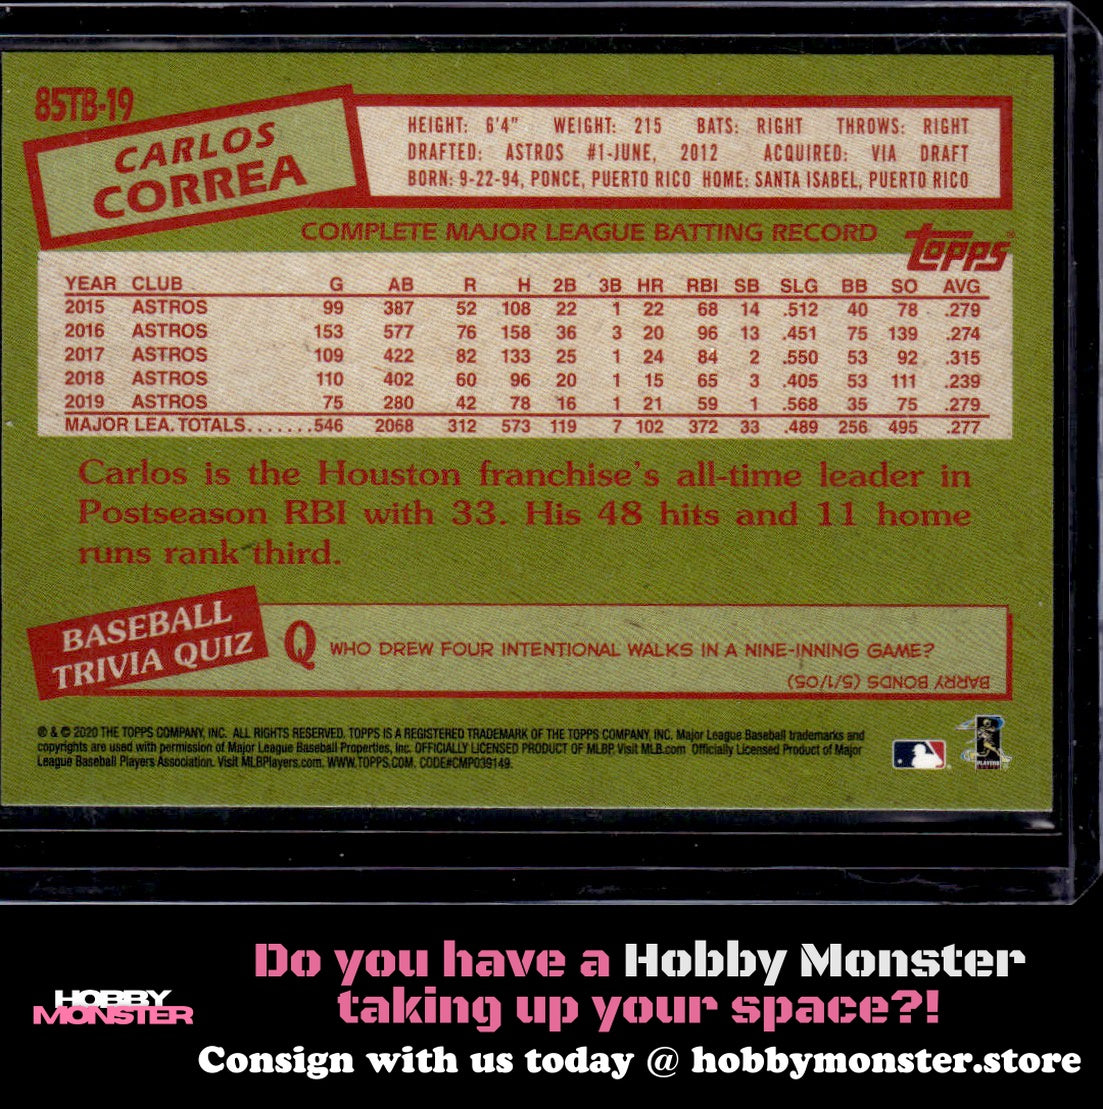 85TB-19
CARLOS
CORREA
HEIGHT: 6'4" WEIGHT: 215 BATS: RIGHT THROWS: RIGHT
DRAFTED: ASTROS #1-JUNE, 2012 ACQUIRED: VIA DRAFT
BORN: 9-22-94, PONCE, PUERTO RICO HOME: SANTA ISABEL, PUERTO RICO
COMPLETE MAJOR LEAGUE BATTING RECORD
Topps
YEAR CLUB G AB R H 2B 3B HR RBI SB SLG BB SO AVG
2015 ASTROS 99 387 52 108 22 1 22 68 14 .512 40 78 .279
2016 ASTROS 153 577 76 158 36 3 20 96 13 .451 75 139 .274
2017 ASTROS 109 422 82 133 25 1 24 84 2 .550 53 92 .315
2018 ASTROS 110 402 60 96 20 1 15 65 3 .405 53 111 .239
2019 ASTROS 75 280 42 78 16 1 21 59 1 .568 35 75 .279
MAJOR LEA. TOTALS.......546 2068 312 573 119 7 102 372 33 .489 256 495 .277
Carlos is the Houston franchise's all-time leader in
Postseason RBI with 33. His 48 hits and 11 home
runs rank third.
BASEBALL
TRIVIA QUIZ
Q WHO DREW FOUR INTENTIONAL WALKS IN A NINE-INNING GAME?
BARRY BONDS (5/1/05)
® & © 2020 THE TOPPS COMPANY, INC. ALL RIGHTS RESERVED. TOPPS IS A REGISTERED TRADEMARK OF THE TOPPS COMPANY, INC. Major League Baseball trademarks and
copyrights are used with permission of Major League Baseball Properties, Inc. OFFICIALLY LICENSED PRODUCT OF MLBP. Visit MLB.com Officially Licensed Product of Major
League Baseball Players Association. Visit MLBPlayers.com. WWW.TOPPS.COM. CODE#CMP039149.
PLAYERS
Do you have a Hobby Monster
taking up your space?!
HOBBY
MONSTER
Consign with us today @ hobbymonster.store